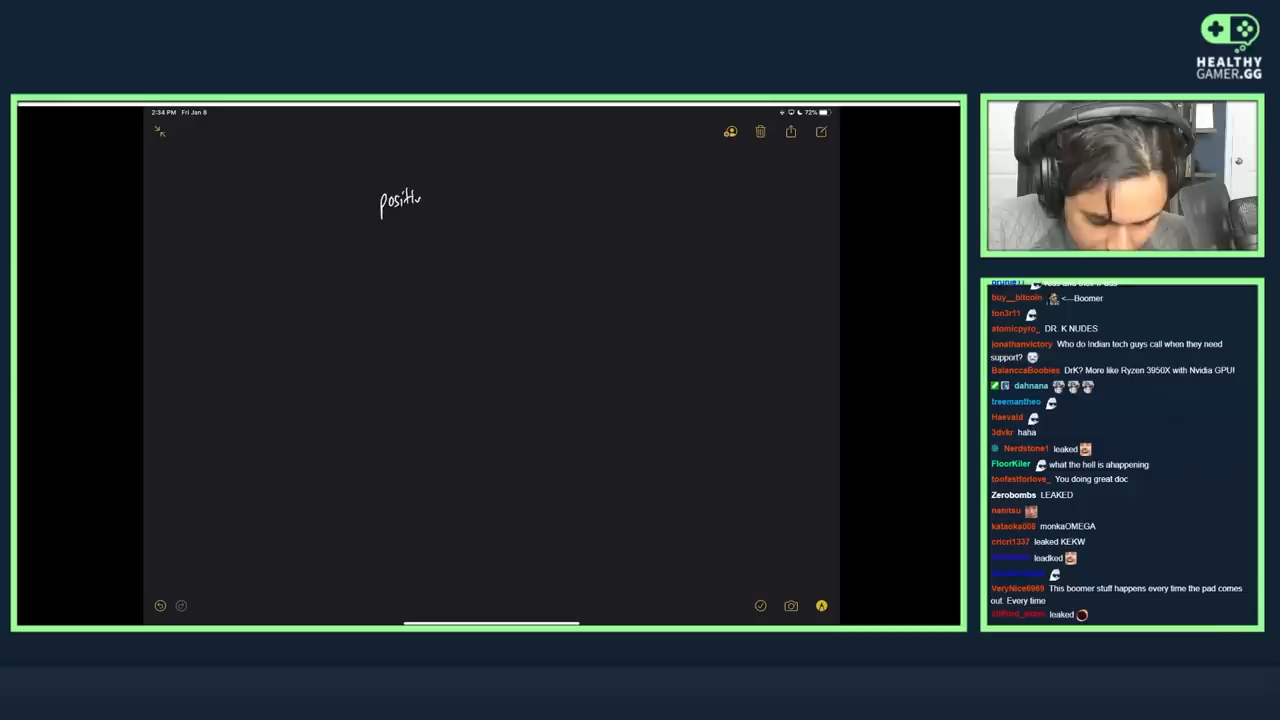 HEALTHY
GAMER.GG
2:34 PM Fri Jan 8
72%
positiv
buy__bitcoin <---Boomer
ton3r11
atomicpyro_ DR. K NUDES
jonathanvictory Who do Indian tech guys call when they need
support?
BalanccaBoobies DrK? More like Ryzen 3950X with Nvidia GPU!
dahnana
treemantheo
Haevald
3dvkr haha
Nerdstone1 leaked
FloorKiler what the hell is ahappening
toofastforlove_ You doing great doc
Zerobombs LEAKED
namitsu
kataoka008 monkaOMEGA
cricri1337 leaked KEKW
leadked
VeryNice6969 This boomer stuff happens every time the pad comes
out. Every time
leaked